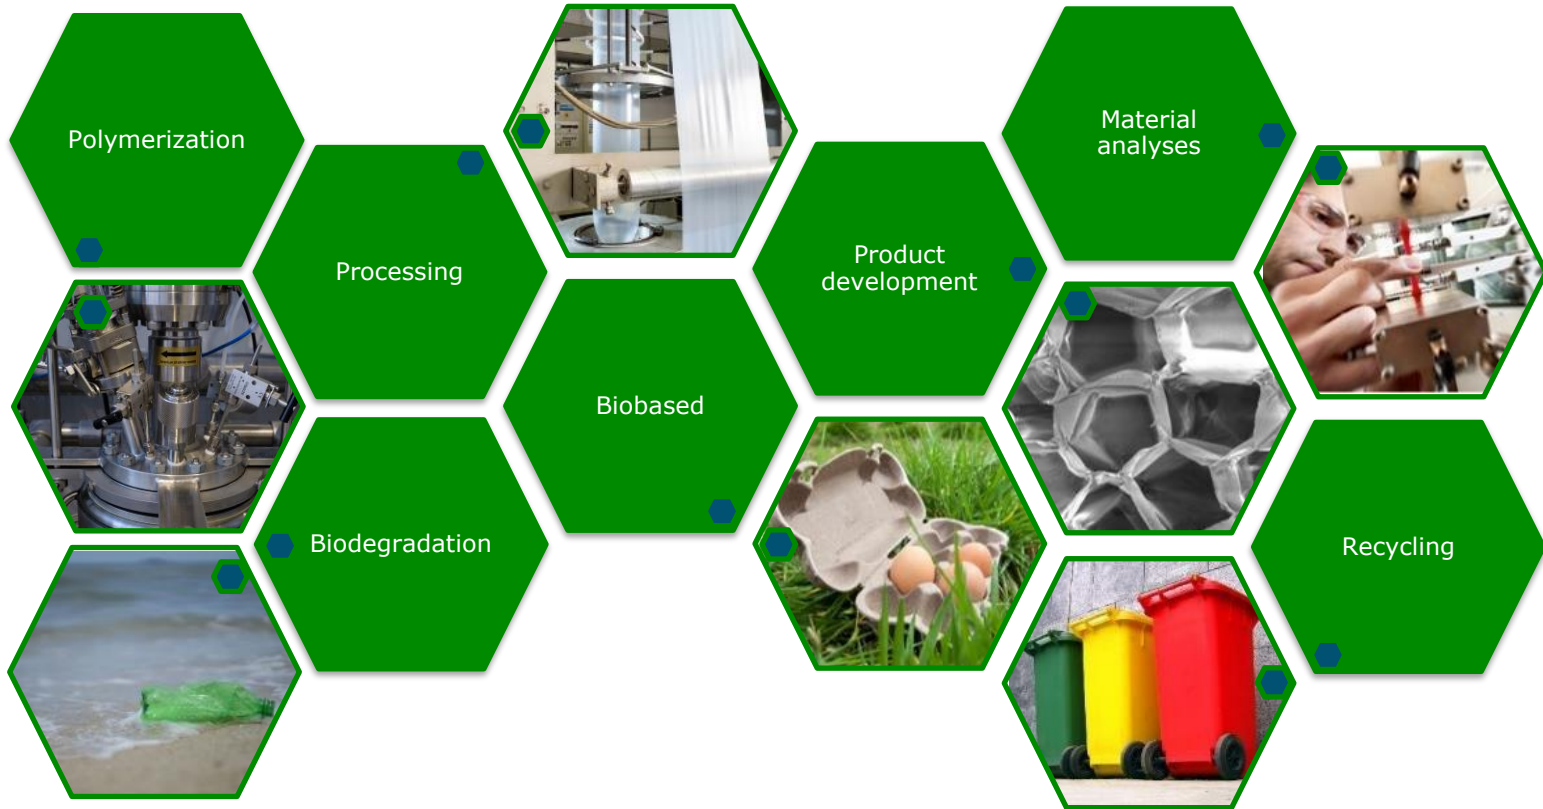 Polymerization
Processing
Biodegradation
Biobased
Product
development
Material
analyses
Recycling